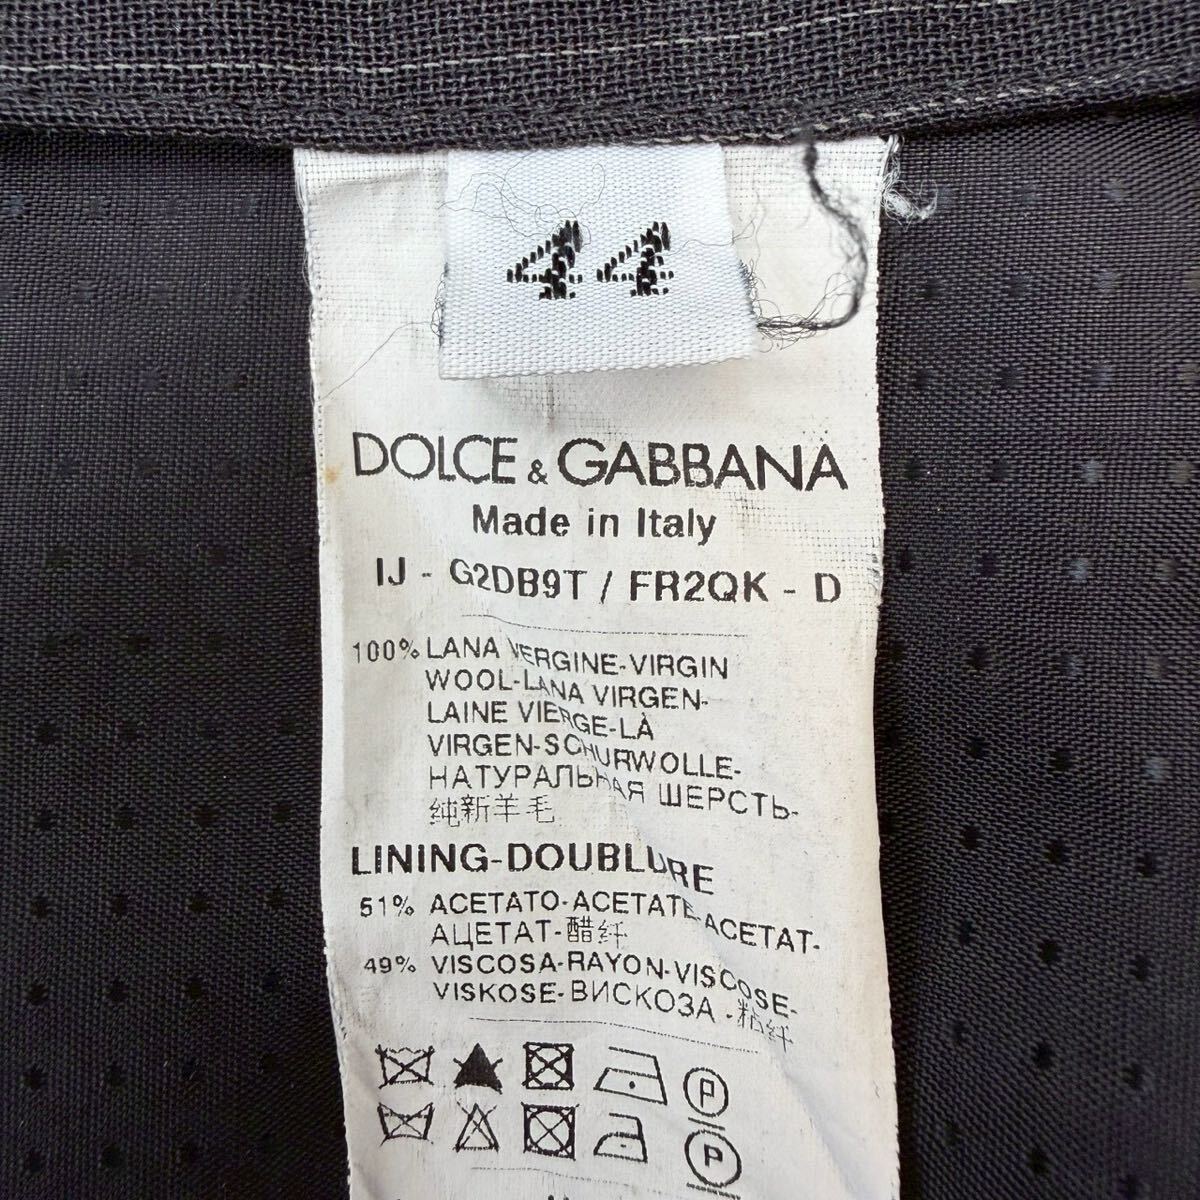 44
DOLCE & GABBANA
Made in Italy
IJ - G2DB9T / FR2QK - D
100% LANA VERGINE-VIRGIN
WOOL-LANA VIRGEN-
LAINE VIERGE-LÀ
VIRGEN-SCHURWOLLE-
НАТУРАЛЬНАЯ ШЕРСТЬ-
纯新羊毛
LINING-DOUBLURE
51% ACETATO-ACETATE-ACETAT-
АЦЕТАТ-醋纤
49% VISCOSA-RAYON-VISCOSE-
VISKOSE-ВИСКОЗА-粘纤
P
P